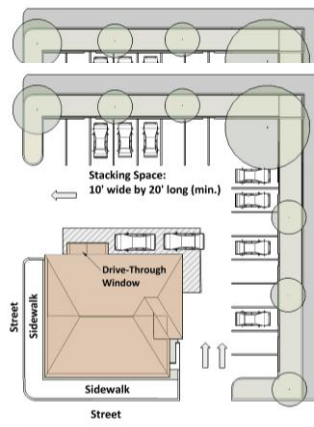 Stacking Space:
10' wide by 20' long (min.)
Drive-Through
Window
Street
Sidewalk
Sidewalk
Street